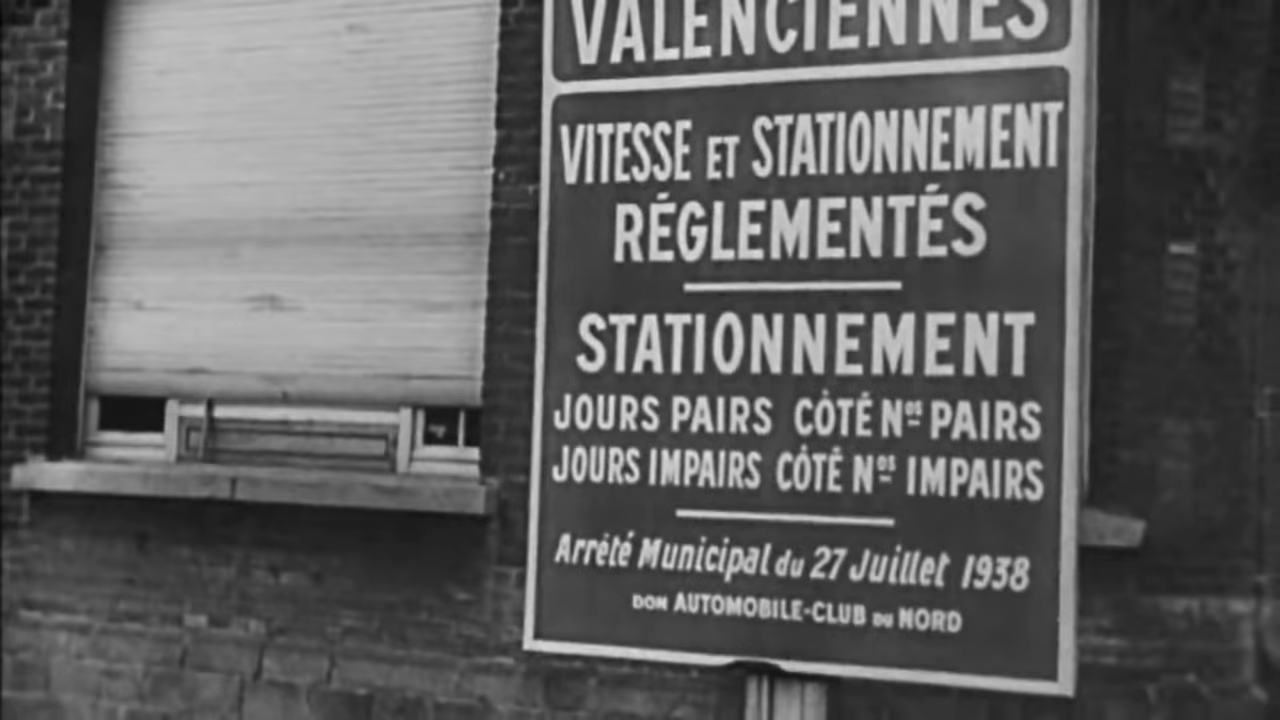 VALENCIENNES
VITESSE ET STATIONNEMENT
RÉGLEMENTÉS
STATIONNEMENT
JOURS PAIRS CÔTÉ Nos PAIRS
JOURS IMPAIRS CÔTÉ Nos IMPAIRS
Arrêté Municipal du 27 Juillet 1938
DON AUTOMOBILE-CLUB DU NORD